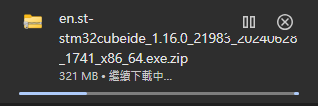 en.st-
stm32cubeide_1.16.0_21983_20240628
_1741_x86_64.exe.zip
321 MB • 繼續下載中...